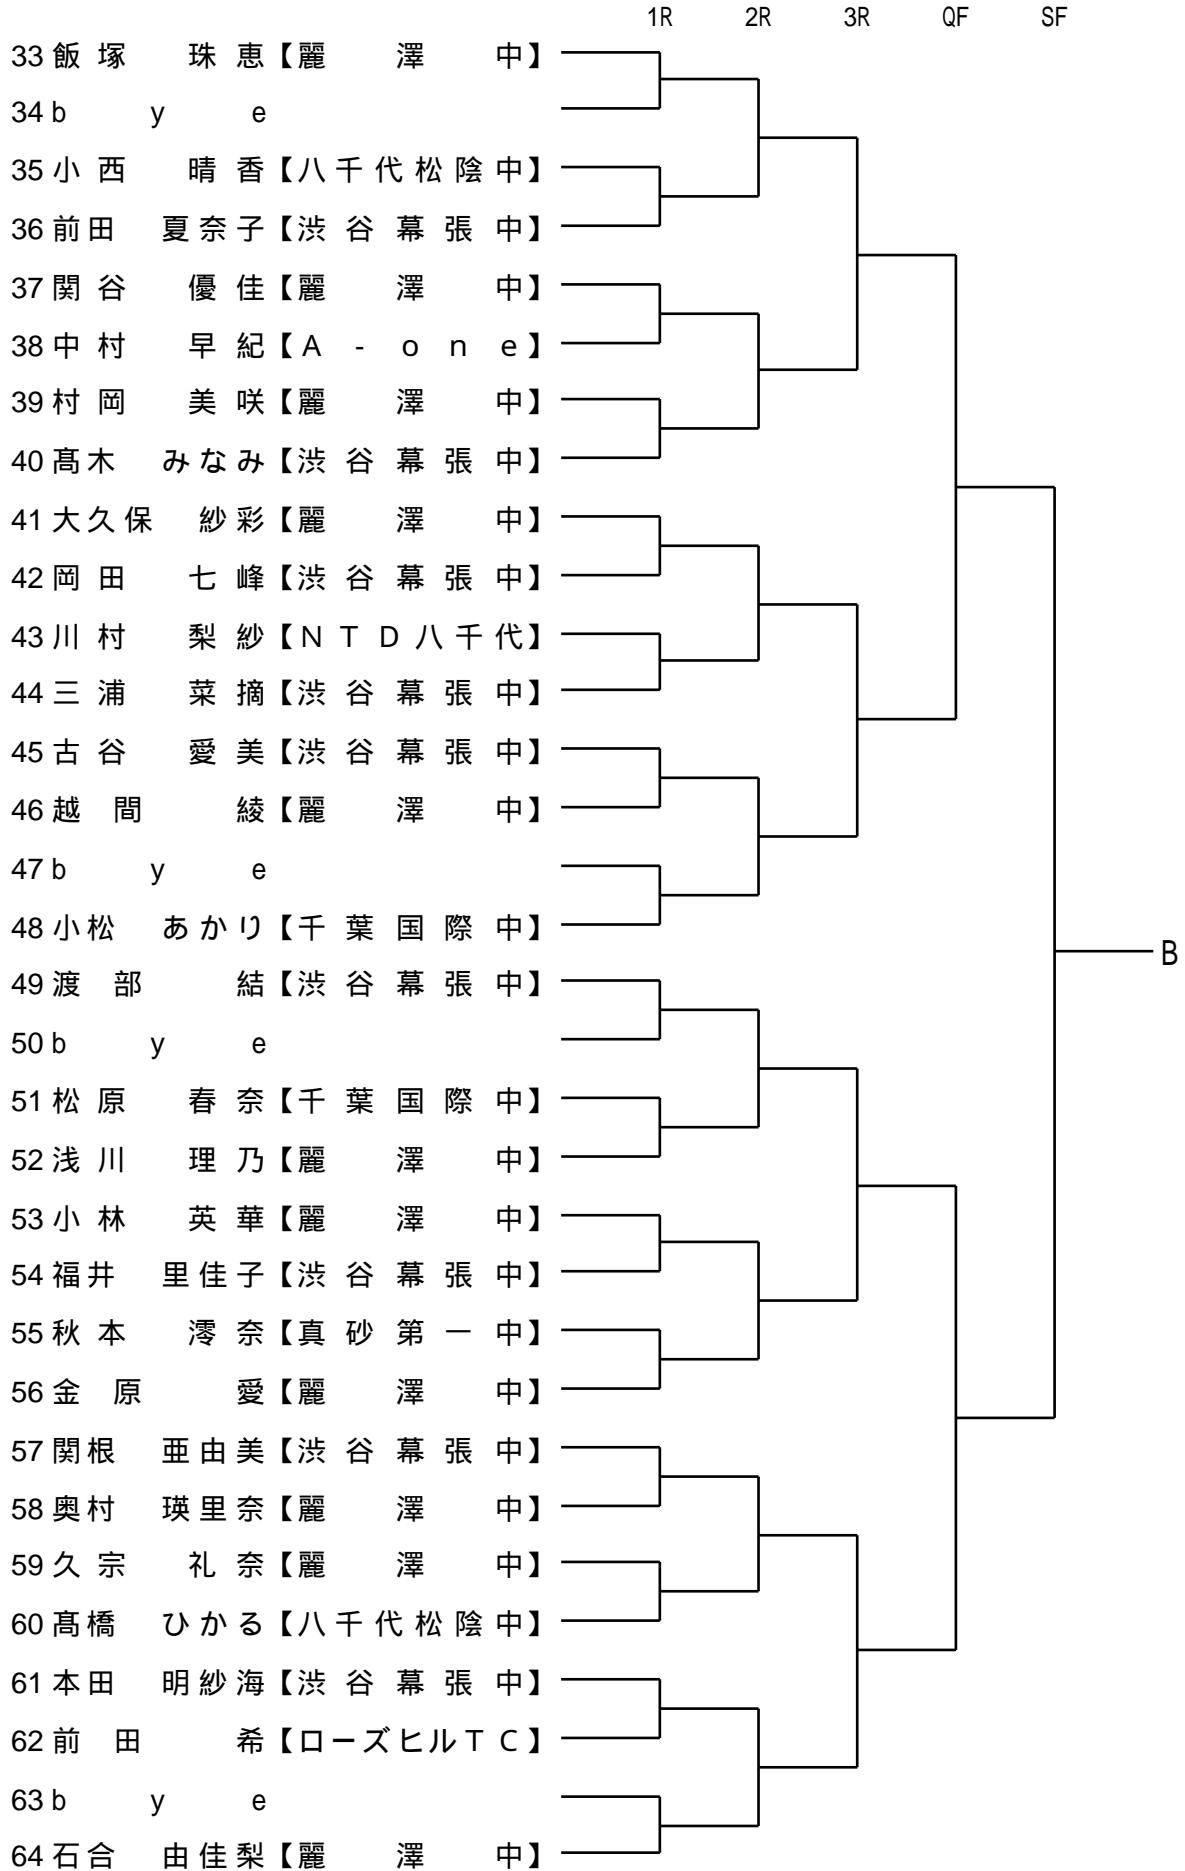 1R 2R 3R QF SF
33 飯塚 珠恵【麗澤中】
34 bye
35 小西 晴香【八千代松陰中】
36 前田 夏奈子【渋谷幕張中】
37 関谷 優佳【麗澤中】
38 中村 早紀【A-one】
39 村岡 美咲【麗澤中】
40 髙木 みなみ【渋谷幕張中】
41 大久保 紗彩【麗澤中】
42 岡田 七峰【渋谷幕張中】
43 川村 梨紗【NTD八千代】
44 三浦 菜摘【渋谷幕張中】
45 古谷 愛美【渋谷幕張中】
46 越間 綾【麗澤中】
47 bye
48 小松 あかり【千葉国際中】
B
49 渡部 結【渋谷幕張中】
50 bye
51 松原 春奈【千葉国際中】
52 浅川 理乃【麗澤中】
53 小林 英華【麗澤中】
54 福井 里佳子【渋谷幕張中】
55 秋本 澪奈【真砂第一中】
56 金原 愛【麗澤中】
57 関根 亜由美【渋谷幕張中】
58 奥村 瑛里奈【麗澤中】
59 久宗 礼奈【麗澤中】
60 髙橋 ひかる【八千代松陰中】
61 本田 明紗海【渋谷幕張中】
62 前田 希【ローズヒルTC】
63 bye
64 石合 由佳梨【麗澤中】